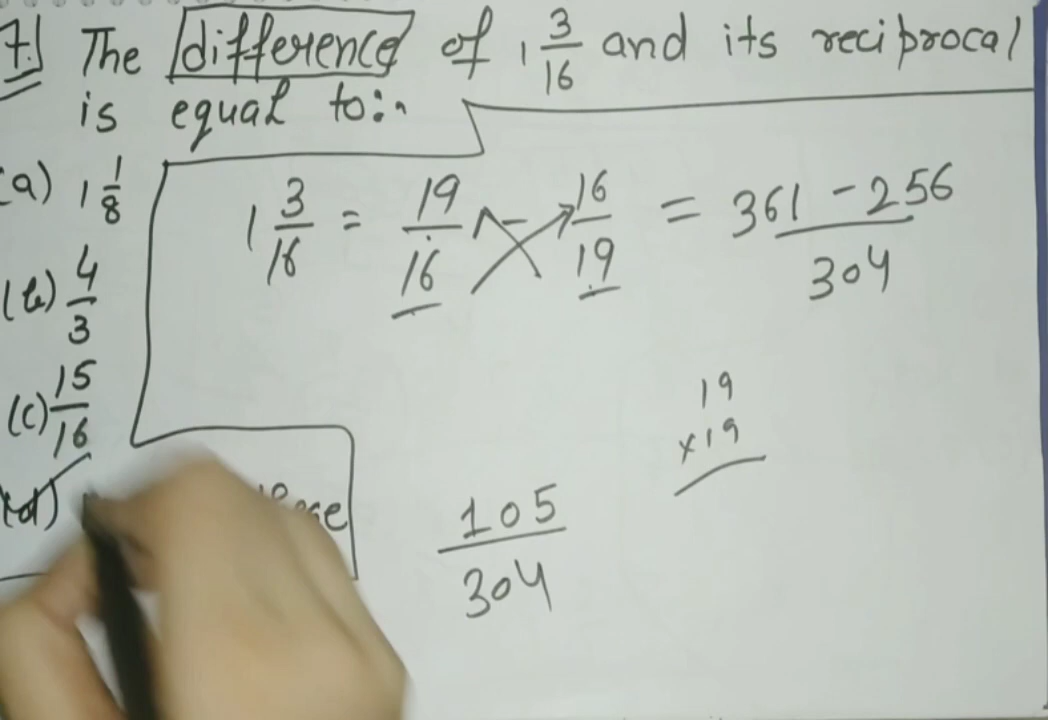 7. The difference of 1 3/16 and its reciprocal
is equal to:-
(a) 1 1/8
(b) 4/3
(c) 15/16
(d)
1 3/16 = 19/16 - 16/19 = 361 - 256/304
19
×19
105/304